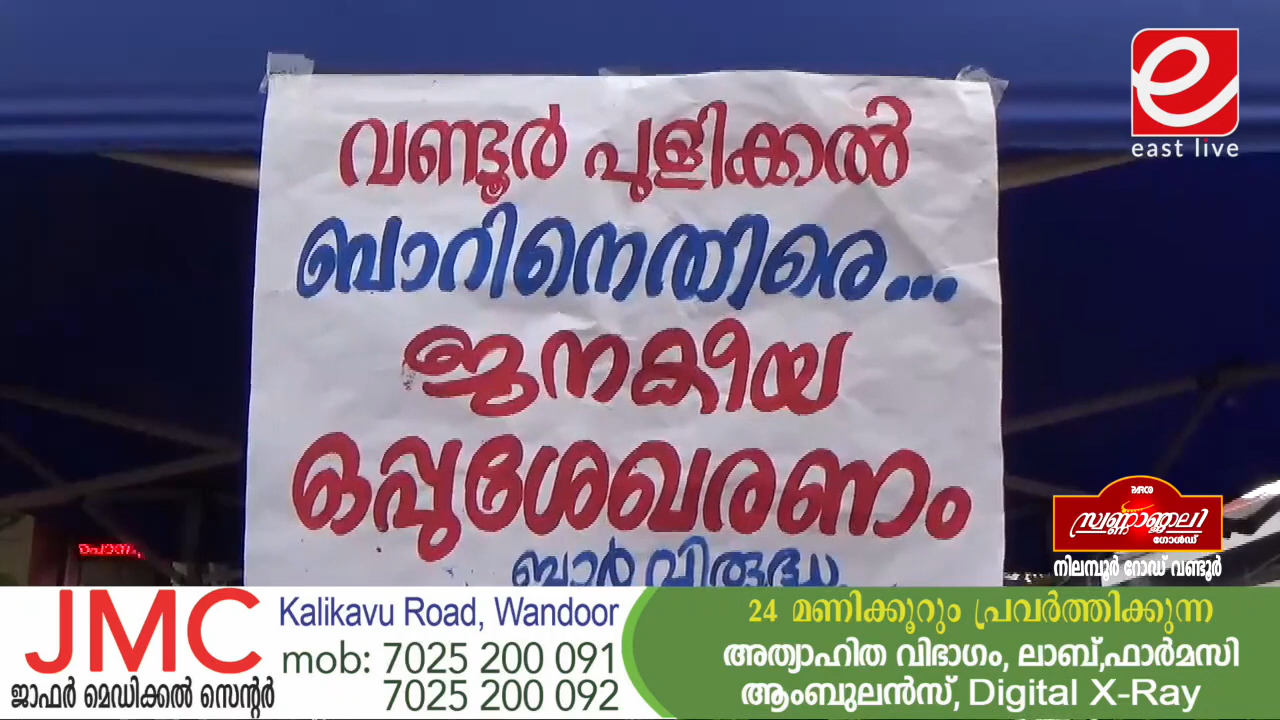 e
east live
വണ്ടൂർ പുളിക്കൽ
ബാറിനെതിരെ...
ജനകീയ
ഒപ്പുശേഖരണം
ബാർ വിരുദ്ധ
സ്വർണ്ണാഞ്ജലി
ഗോൾഡ്
നിലമ്പൂർ റോഡ് വണ്ടൂർ
JMC
ജാഫർ മെഡിക്കൽ സെന്റർ
Kalikavu Road, Wandoor
mob: 7025 200 091
7025 200 092
24 മണിക്കൂറും പ്രവർത്തിക്കുന്ന
അത്യാഹിത വിഭാഗം, ലാബ്,ഫാർമസി
ആംബുലൻസ്, Digital X-Ray